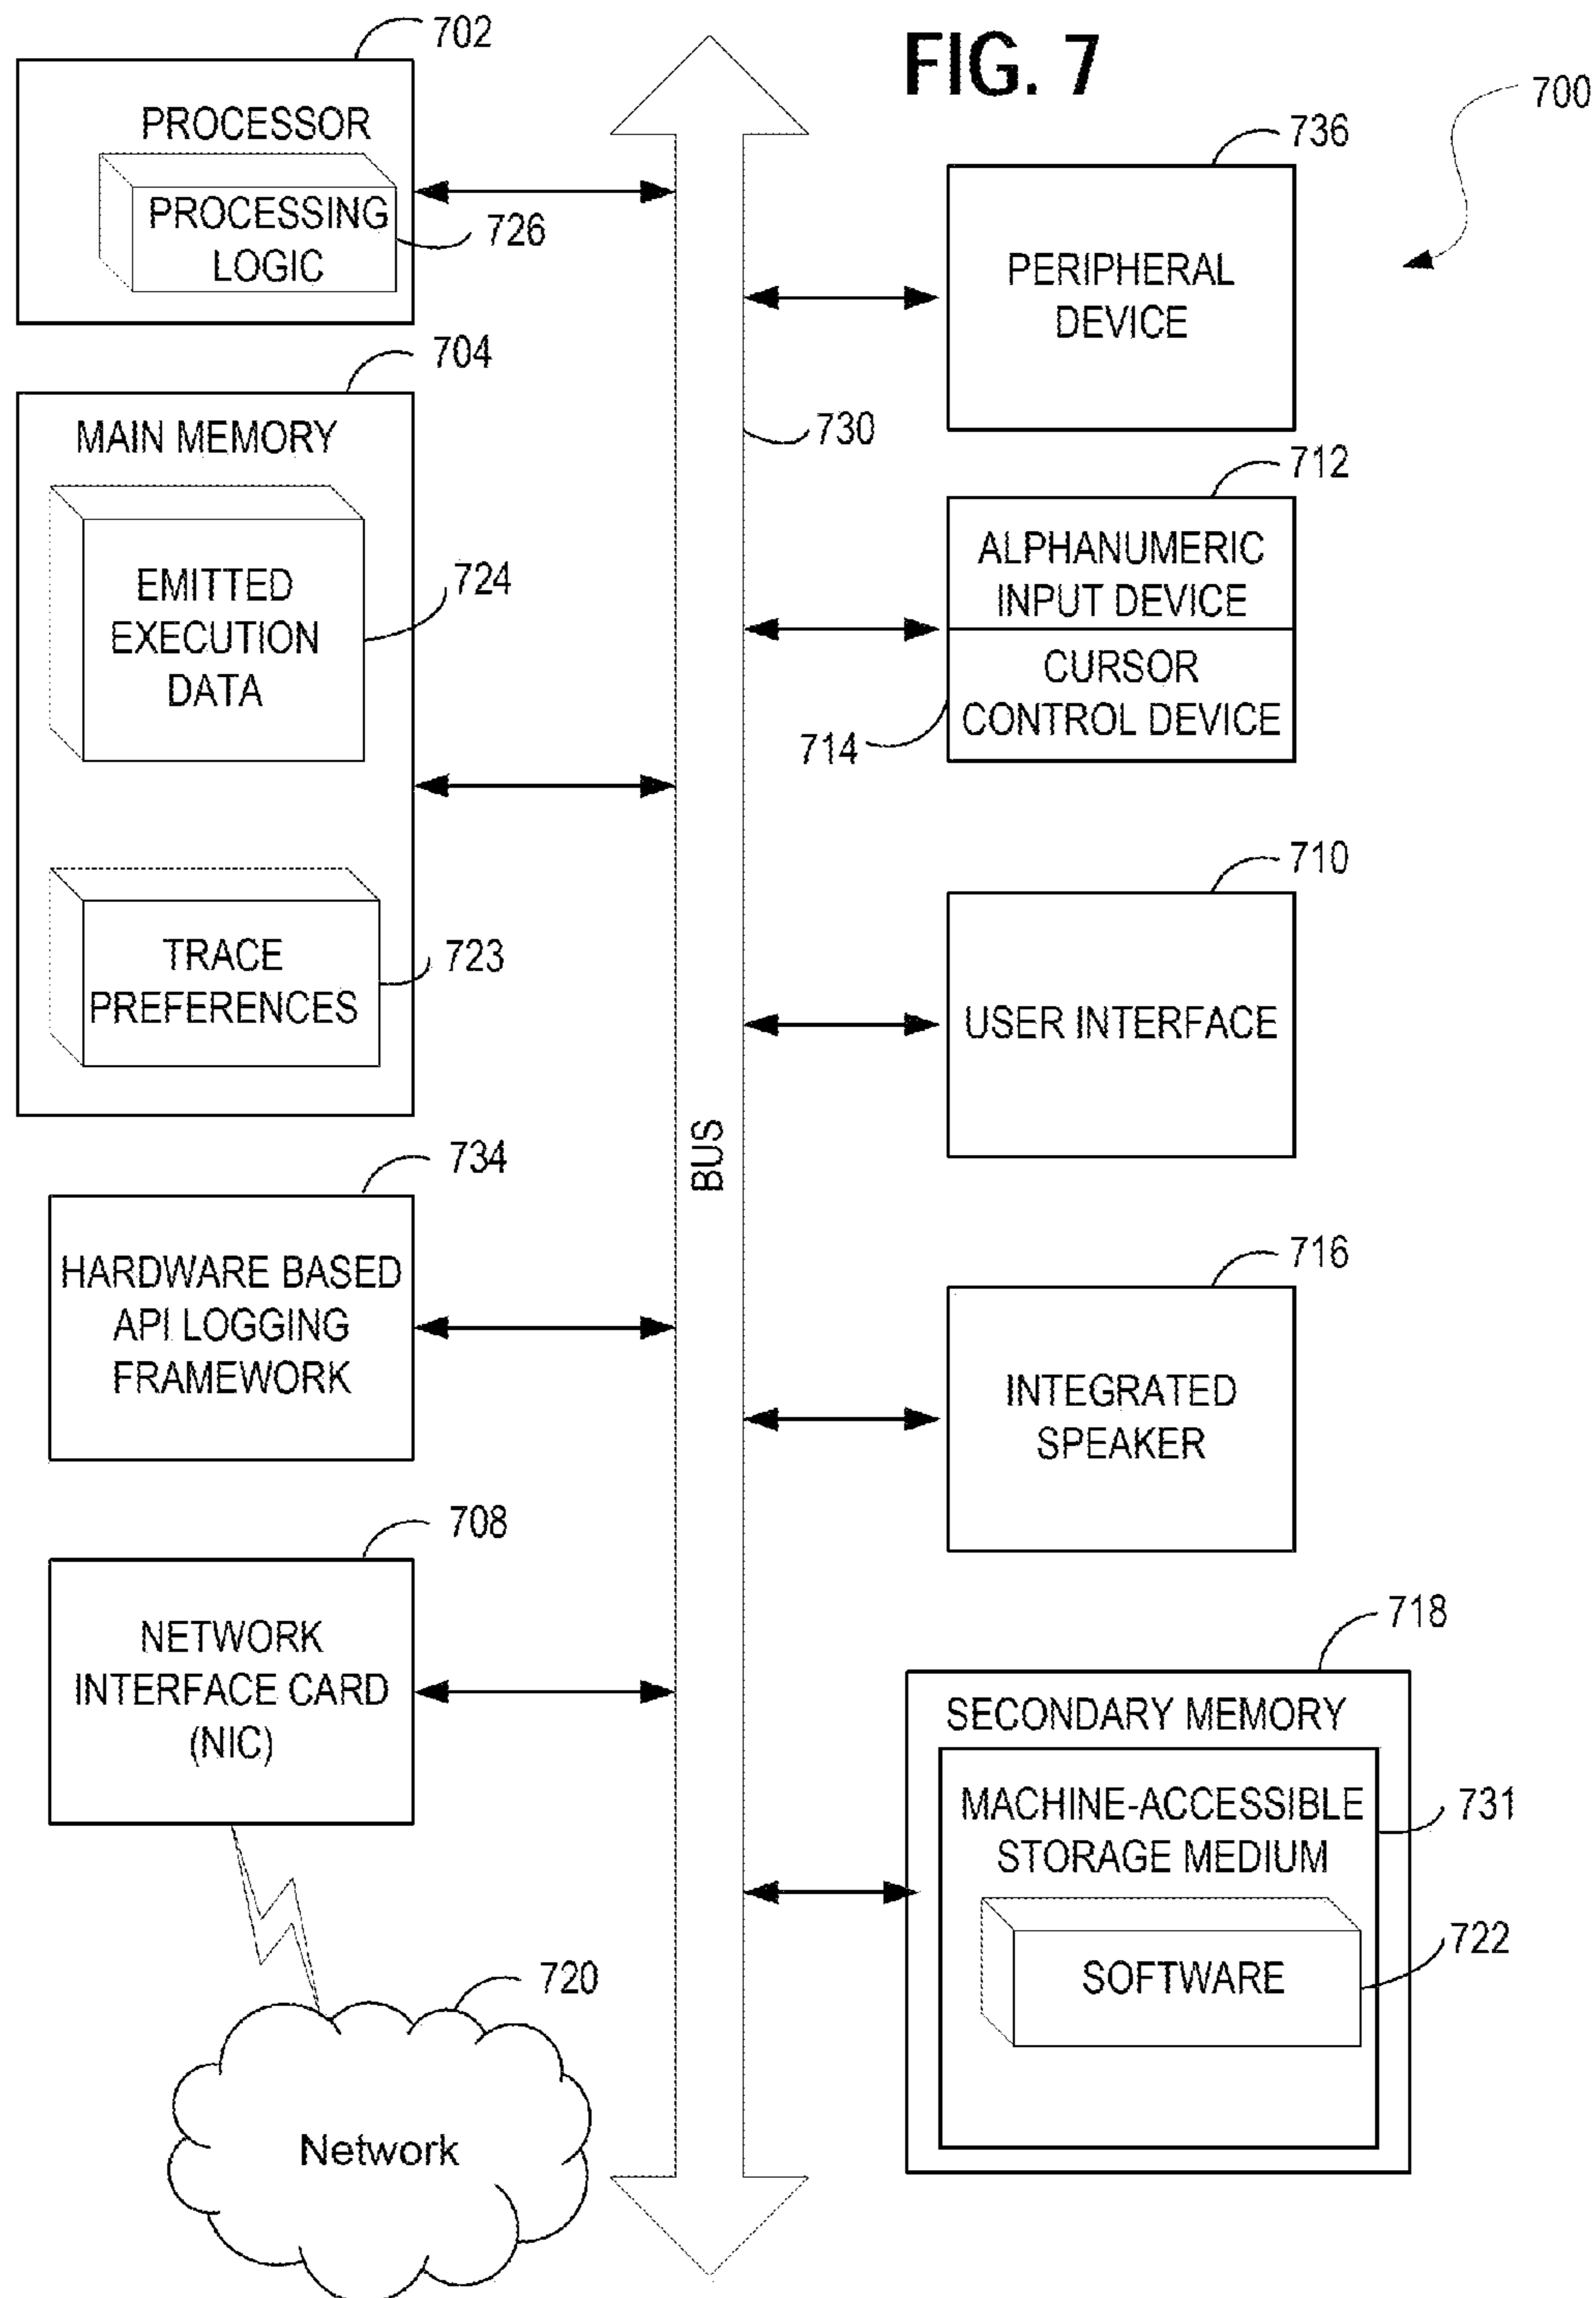 FIG. 7
700
702
PROCESSOR
PROCESSING
LOGIC
726
704
MAIN MEMORY
EMITTED
EXECUTION
DATA
724
TRACE
PREFERENCES
723
734
HARDWARE BASED
API LOGGING
FRAMEWORK
708
NETWORK
INTERFACE CARD
(NIC)
720
Network
BUS
730
736
PERIPHERAL
DEVICE
712
ALPHANUMERIC
INPUT DEVICE
CURSOR
CONTROL DEVICE
714
710
USER INTERFACE
716
INTEGRATED
SPEAKER
718
SECONDARY MEMORY
MACHINE-ACCESSIBLE
STORAGE MEDIUM
731
SOFTWARE
722